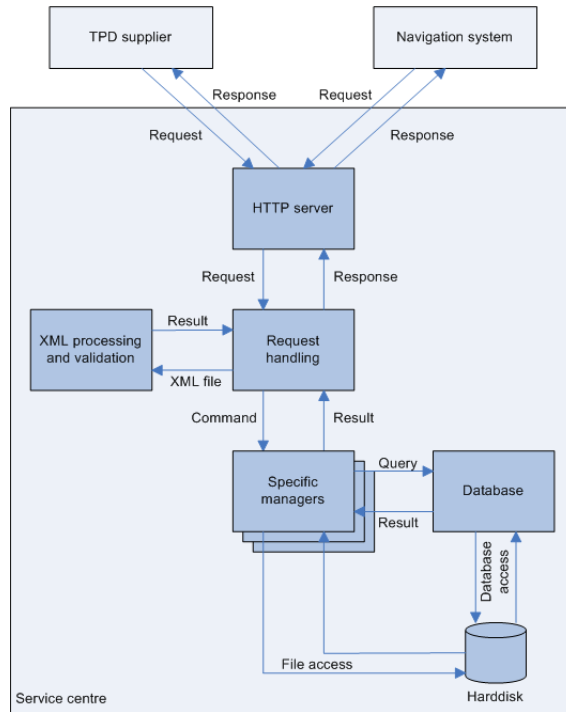 TPD supplier
Navigation system
Response
Request
Request
Response
HTTP server
Request
Response
XML processing
and validation
Result
XML file
Request
handling
Command
Result
Specific
managers
Query
Result
Database
Database
access
File access
Harddisk
Service centre